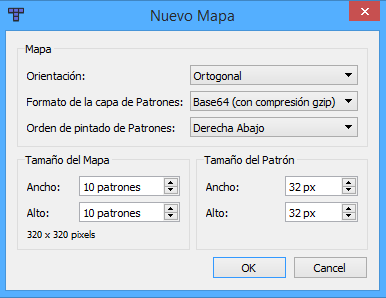 Nuevo Mapa
Mapa
Orientación: Ortogonal
Formato de la capa de Patrones: Base64 (con compresión gzip)
Orden de pintado de Patrones: Derecha Abajo
Tamaño del Mapa
Ancho: 10 patrones
Alto: 10 patrones
320 x 320 pixels
Tamaño del Patrón
Ancho: 32 px
Alto: 32 px
OK Cancel